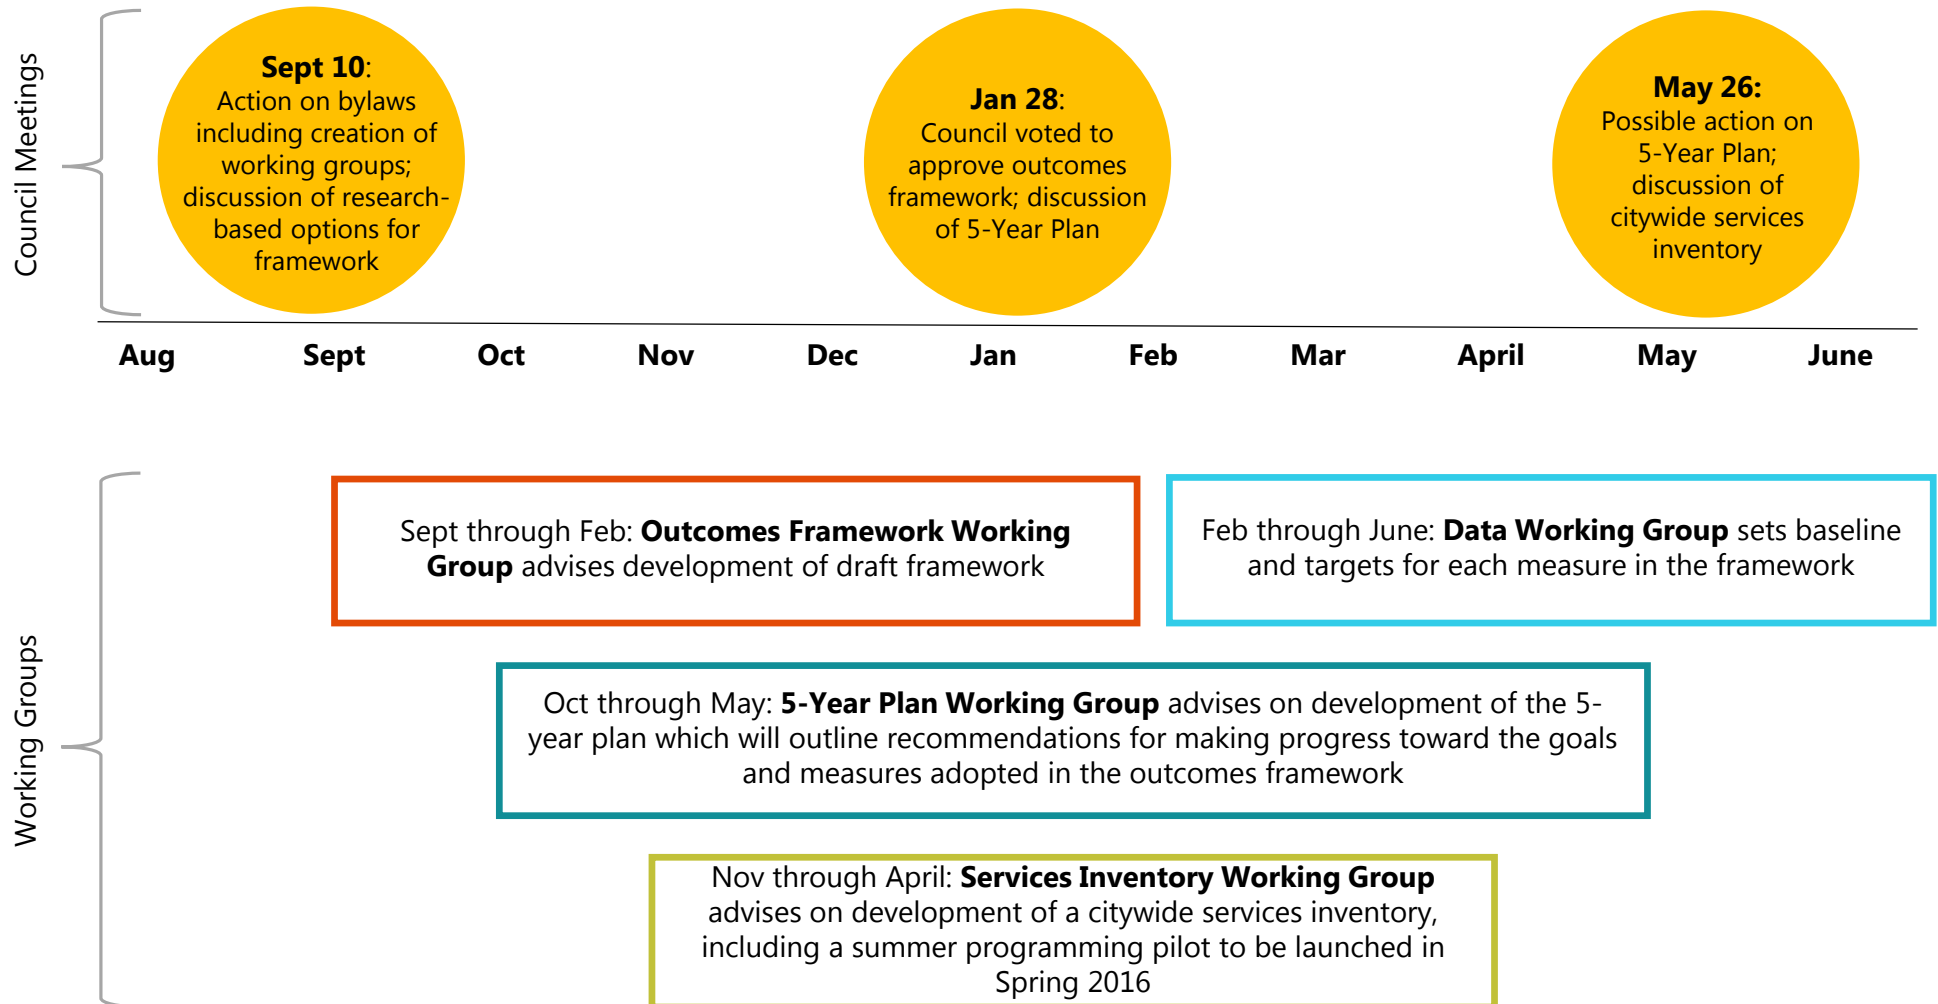 Council Meetings
Sept 10:
Action on bylaws
including creation of
working groups;
discussion of research-
based options for
framework
Jan 28:
Council voted to
approve outcomes
framework; discussion
of 5-Year Plan
May 26:
Possible action on
5-Year Plan;
discussion of
citywide services
inventory
Aug Sept Oct Nov Dec Jan Feb Mar April May June
Working Groups
Sept through Feb: Outcomes Framework Working
Group advises development of draft framework
Feb through June: Data Working Group sets baseline
and targets for each measure in the framework
Oct through May: 5-Year Plan Working Group advises on development of the 5-
year plan which will outline recommendations for making progress toward the goals
and measures adopted in the outcomes framework
Nov through April: Services Inventory Working Group
advises on development of a citywide services inventory,
including a summer programming pilot to be launched in
Spring 2016